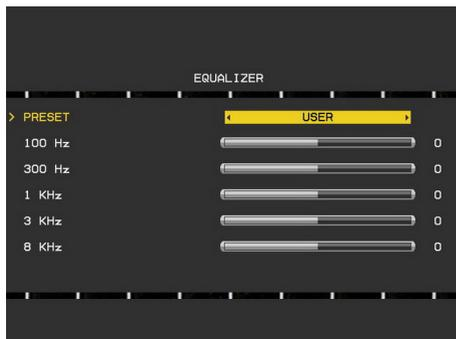 EQUALIZER
> PRESET USER
100 Hz 0
300 Hz 0
1 KHz 0
3 KHz 0
8 KHz 0